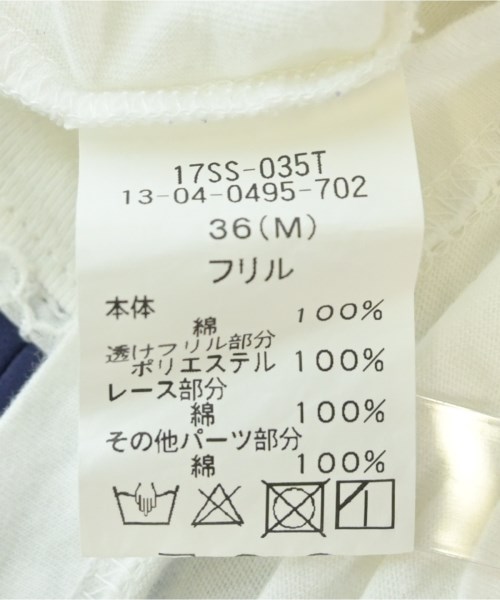 17SS-035T
13-04-0495-702
36(M)
フリル
本体
綿 100%
透けフリル部分
ポリエステル 100%
レース部分
綿 100%
その他パーツ部分
綿 100%